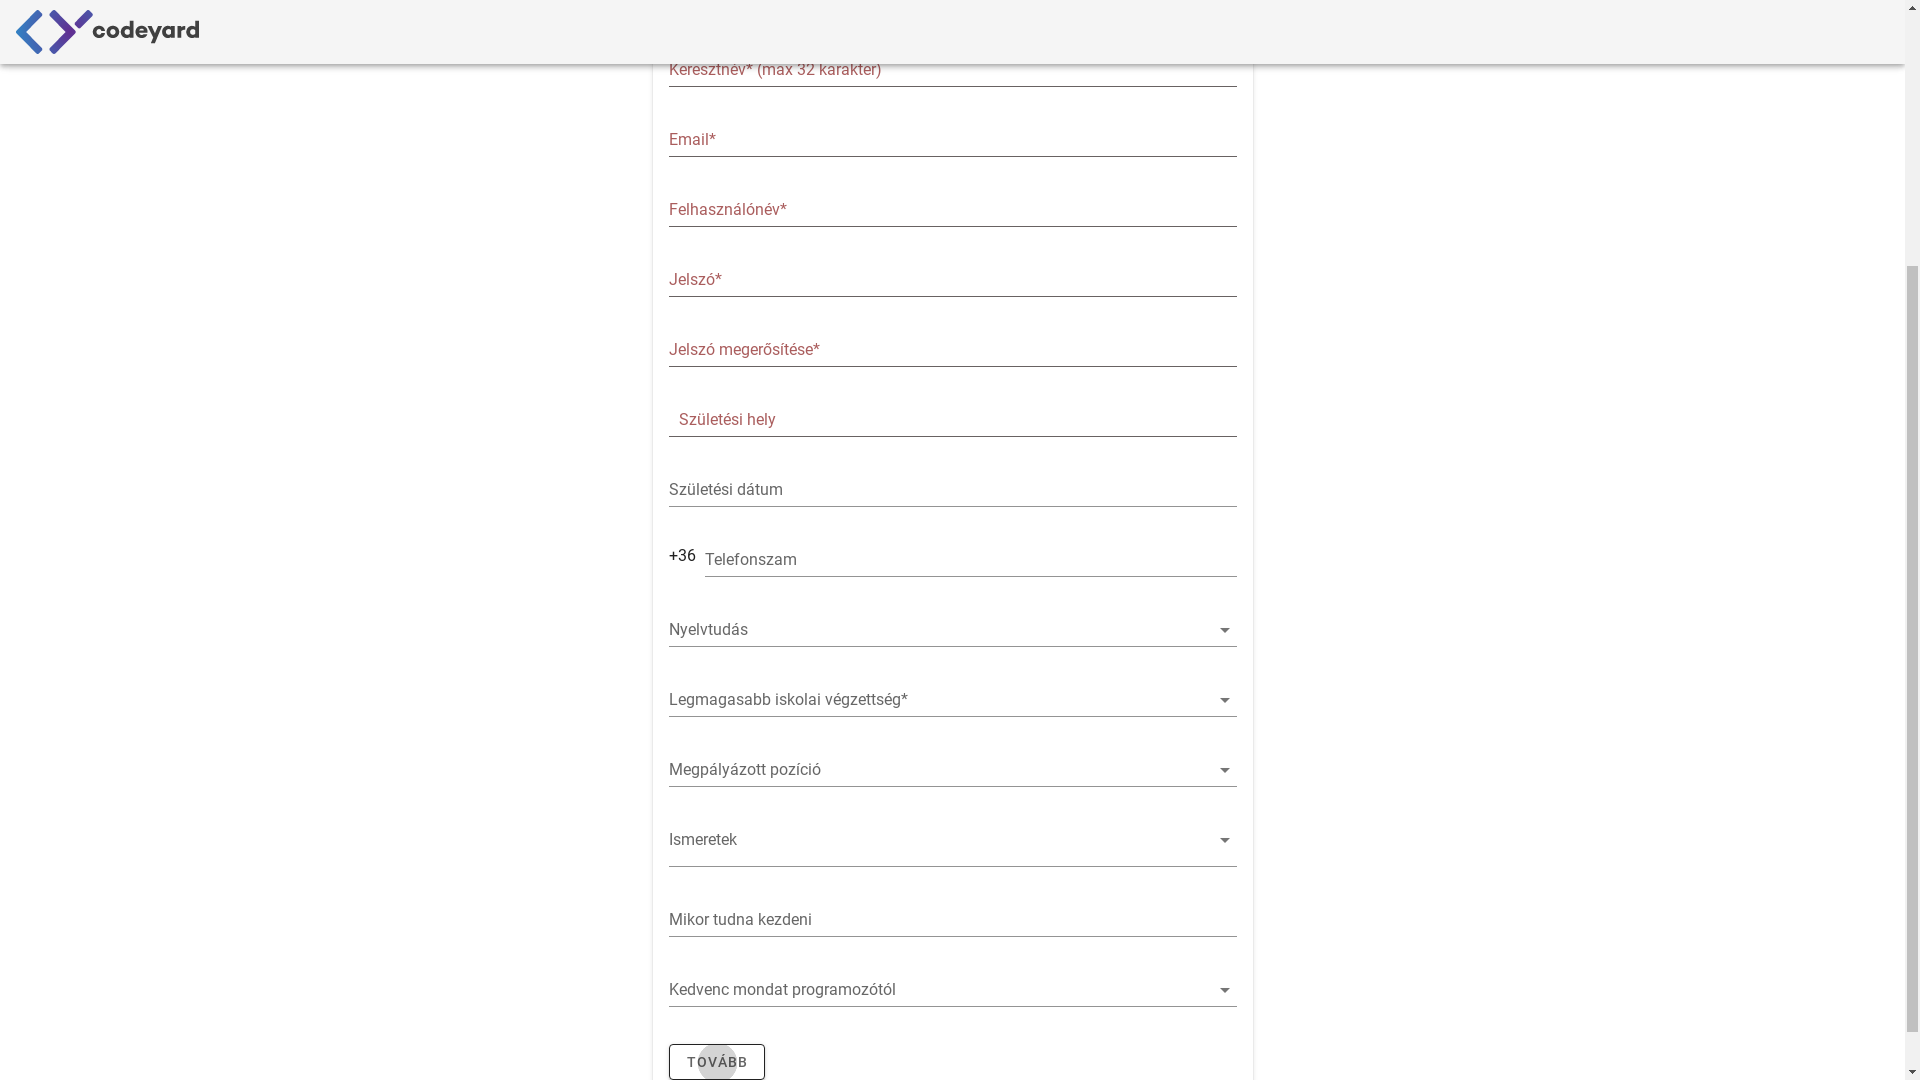 codeyard
Keresztnév* (max 32 karakter)
Email*
Felhasználónév*
Jelszó*
Jelszó megerősítése*
Születési hely
Születési dátum
+36 Telefonszam
Nyelvtudás
Legmagasabb iskolai végzettség*
Megpályázott pozíció
Ismeretek
Mikor tudna kezdeni
Kedvenc mondat programozótól
TOVÁBB